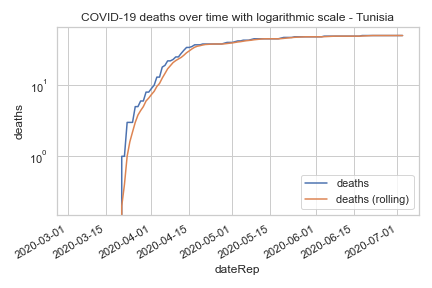 COVID-19 deaths over time with logarithmic scale - Tunisia
deaths
10¹
10⁰
deaths
deaths (rolling)
2020-03-01
2020-03-15
2020-04-01
2020-04-15
2020-05-01
2020-05-15
2020-06-01
2020-06-15
2020-07-01
dateRep